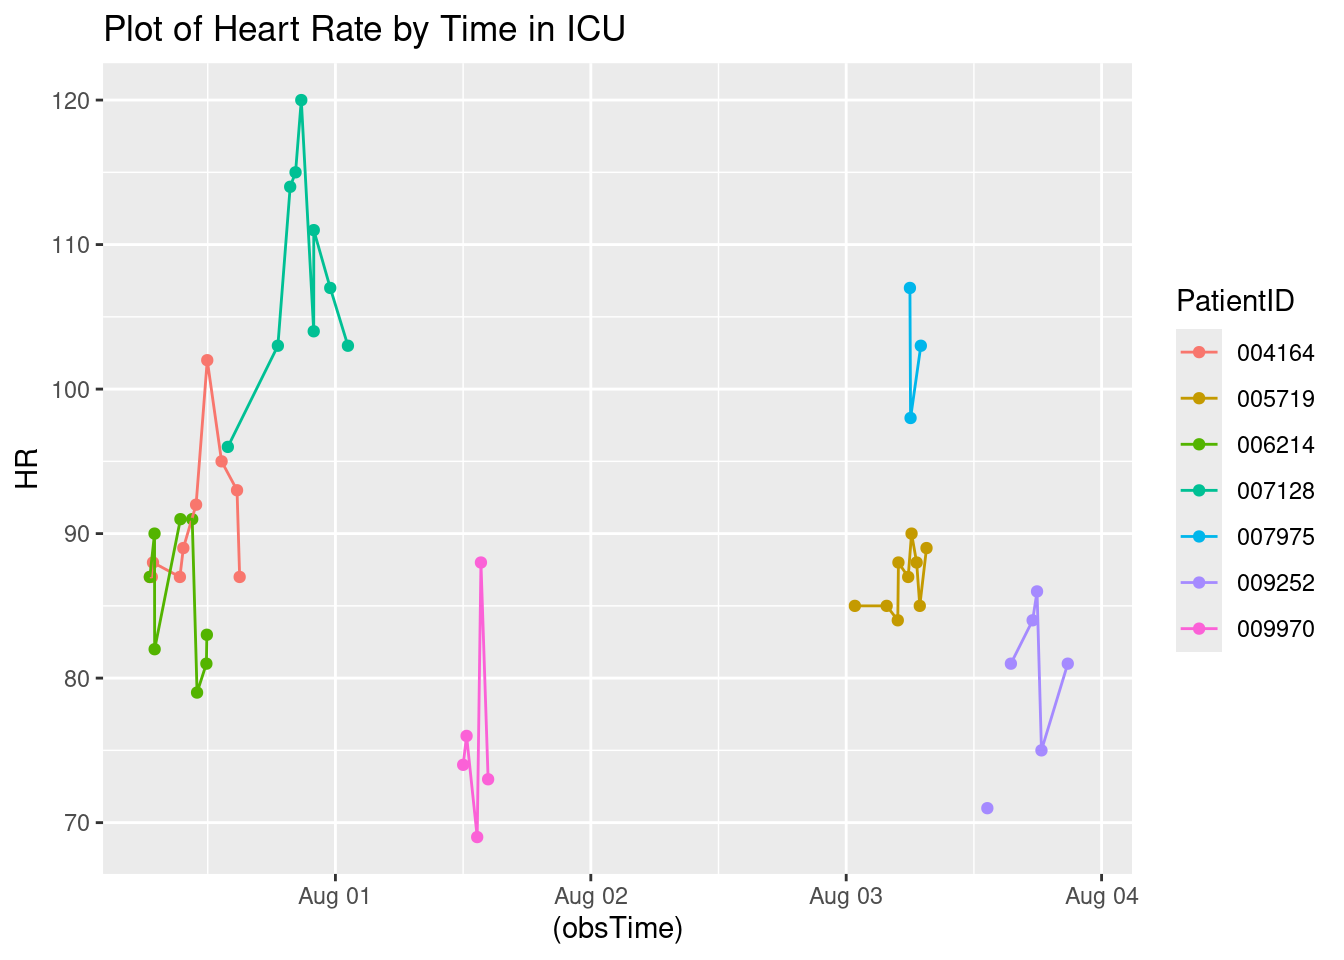 Plot of Heart Rate by Time in ICU
120
110
100
90
80
70
HR
Aug 01
Aug 02
Aug 03
Aug 04
(obsTime)
PatientID
004164
005719
006214
007128
007975
009252
009970